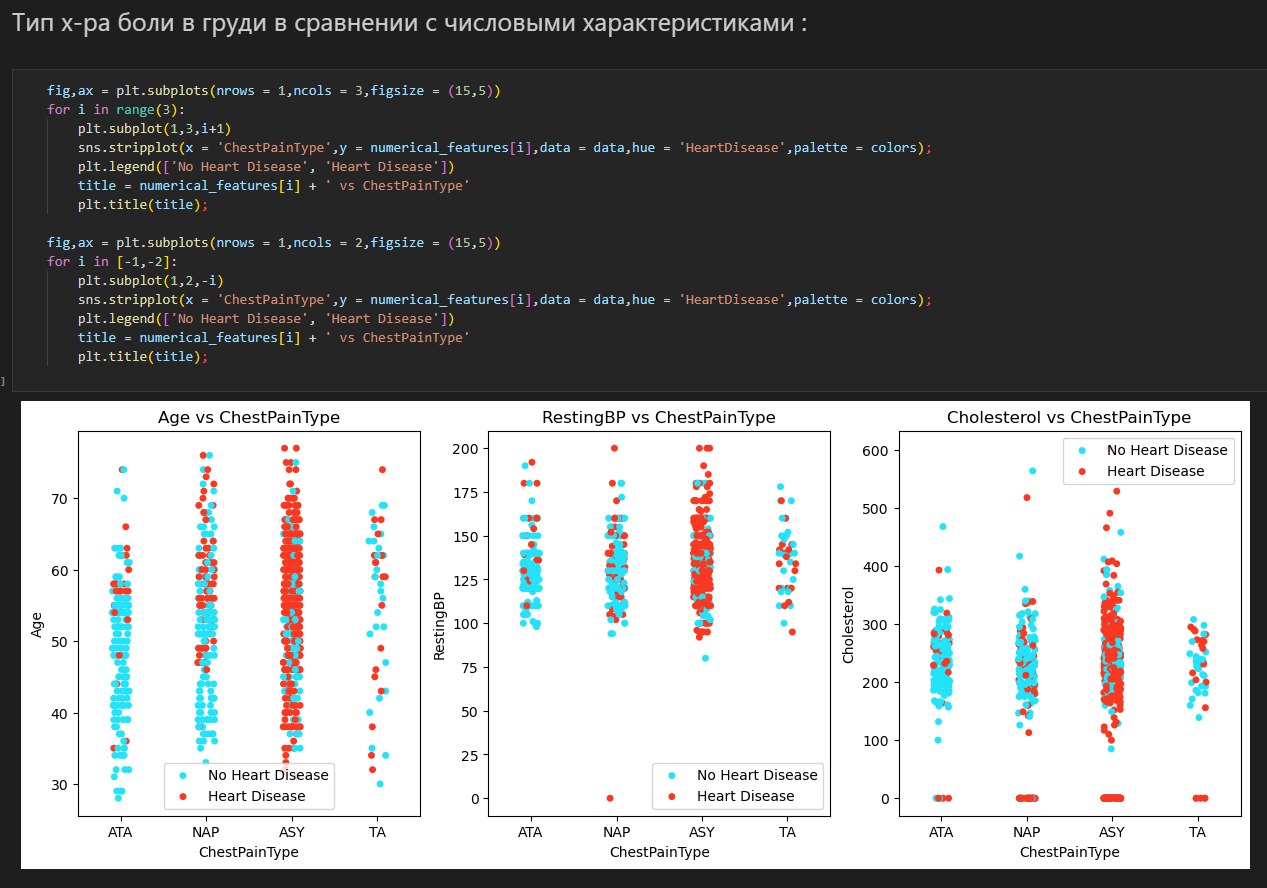 Тип х-ра боли в груди в сравнении с числовыми характеристиками :
fig,ax = plt.subplots(nrows = 1,ncols = 3,figsize = (15,5))
for i in range(3):
    plt.subplot(1,3,i+1)
    sns.stripplot(x = 'ChestPainType',y = numerical_features[i],data = data,hue = 'HeartDisease',palette = colors);
    plt.legend(['No Heart Disease', 'Heart Disease'])
    title = numerical_features[i] + ' vs ChestPainType'
    plt.title(title);
fig,ax = plt.subplots(nrows = 1,ncols = 2,figsize = (15,5))
for i in [-1,-2]:
    plt.subplot(1,2,-i)
    sns.stripplot(x = 'ChestPainType',y = numerical_features[i],data = data,hue = 'HeartDisease',palette = colors);
    plt.legend(['No Heart Disease', 'Heart Disease'])
    title = numerical_features[i] + ' vs ChestPainType'
    plt.title(title);
]
Age vs ChestPainType
Age
70
60
50
40
30
No Heart Disease
Heart Disease
ATA NAP ASY TA
ChestPainType
RestingBP vs ChestPainType
RestingBP
200
175
150
125
100
75
50
25
0
No Heart Disease
Heart Disease
ATA NAP ASY TA
ChestPainType
Cholesterol vs ChestPainType
Cholesterol
600
500
400
300
200
100
0
No Heart Disease
Heart Disease
ATA NAP ASY TA
ChestPainType